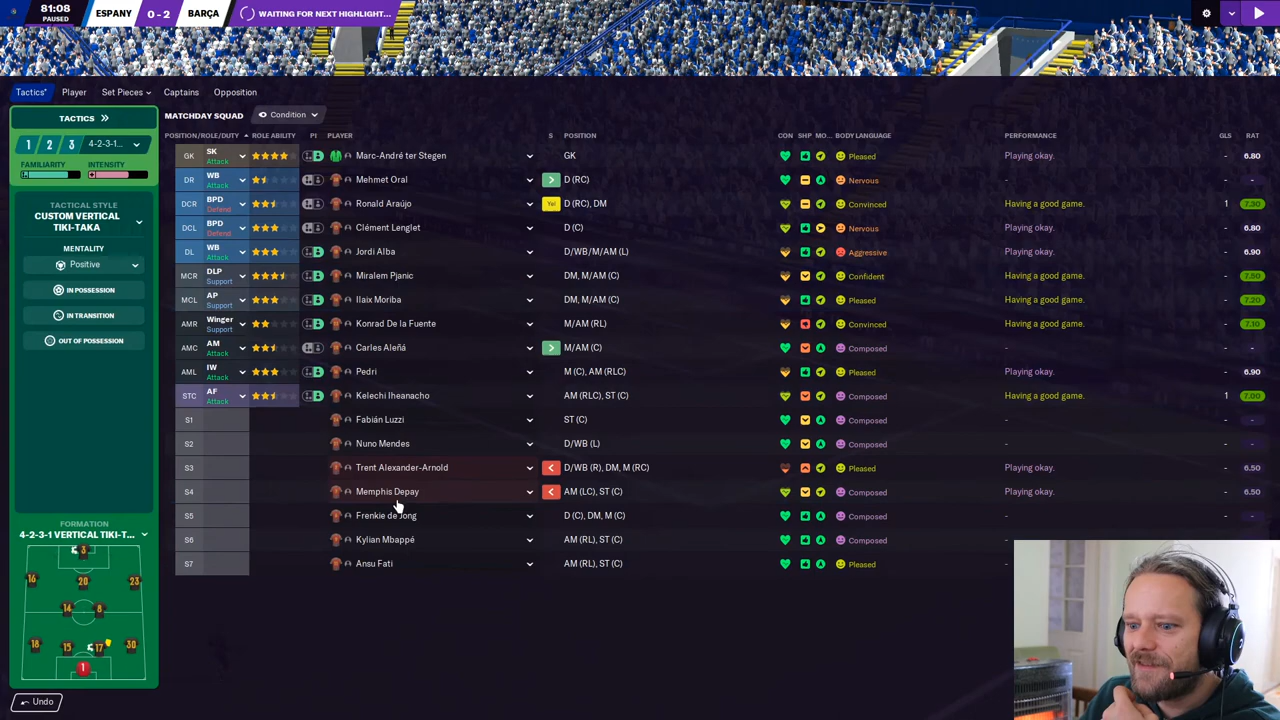 81:08
PAUSED
ESPANY 0 - 2 BARÇA
WAITING FOR NEXT HIGHLIGHT...
Tactics* Player Set Pieces Captains Opposition
TACTICS
1 2 3 4-2-3-1...
FAMILIARITY INTENSITY
TACTICAL STYLE
CUSTOM VERTICAL
TIKI-TAKA
MENTALITY
Positive
IN POSSESSION
IN TRANSITION
OUT OF POSSESSION
FORMATION
4-2-3-1 VERTICAL TIKI-T...
3
16 20 23
14 8
18 15 17 30
1
Undo
MATCHDAY SQUAD Condition
POSITION/ROLE/DUTY ROLE ABILITY PI PLAYER S POSITION CON SHP MO... BODY LANGUAGE PERFORMANCE GLS RAT
GK SK Attack Marc-André ter Stegen GK Pleased Playing okay. - 6.80
DR WB Attack Mehmet Oral D (RC) Nervous - - -
DCR BPD Defend Ronald Araújo Yel D (RC), DM Convinced Having a good game. 1 7.30
DCL BPD Defend Clément Lenglet D (C) Nervous Playing okay. - 6.80
DL WB Attack Jordi Alba D/WB/M/AM (L) Aggressive Playing okay. - 6.90
MCR DLP Support Miralem Pjanic DM, M/AM (C) Confident Having a good game. - 7.50
MCL AP Support Ilaix Moriba DM, M/AM (C) Pleased Having a good game. - 7.20
AMR Winger Support Konrad De la Fuente M/AM (RL) Convinced Having a good game. - 7.10
AMC AM Attack Carles Aleñá M/AM (C) Composed - - -
AML IW Attack Pedri M (C), AM (RLC) Pleased Playing okay. - 6.90
STC AF Attack Kelechi Iheanacho AM (RLC), ST (C) Composed Having a good game. 1 7.00
S1 Fabián Luzzi ST (C) Composed - - -
S2 Nuno Mendes D/WB (L) Composed - - -
S3 Trent Alexander-Arnold D/WB (R), DM, M (RC) Pleased Playing okay. - 6.50
S4 Memphis Depay AM (LC), ST (C) Composed Playing okay. - 6.50
S5 Frenkie de Jong D (C), DM, M (C) Composed - - -
S6 Kylian Mbappé AM (RL), ST (C) Composed -
S7 Ansu Fati AM (RL), ST (C) Pleased -